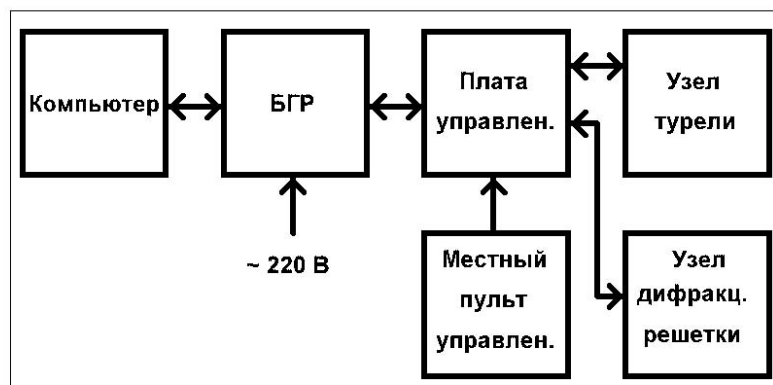 Компьютер
БГР
Плата
управлен.
Узел
турели
~ 220 В
Местный
пульт
управлен.
Узел
дифракц.
решетки